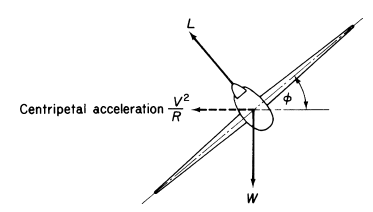 L
Centripetal acceleration V²/R
ϕ
W